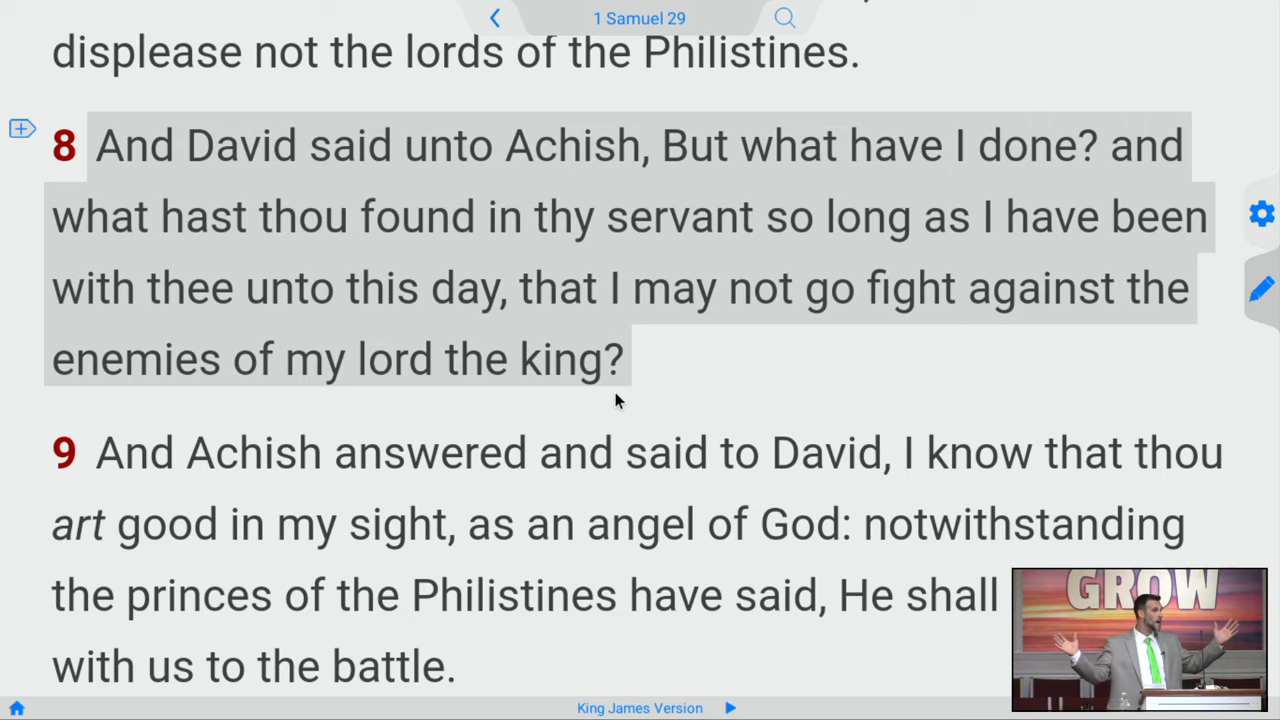 1 Samuel 29
displease not the lords of the Philistines.
8 And David said unto Achish, But what have I done? and
what hast thou found in thy servant so long as I have been
with thee unto this day, that I may not go fight against the
enemies of my lord the king?
9 And Achish answered and said to David, I know that thou
art good in my sight, as an angel of God: notwithstanding
the princes of the Philistines have said, He shall
with us to the battle.
GROW
King James Version